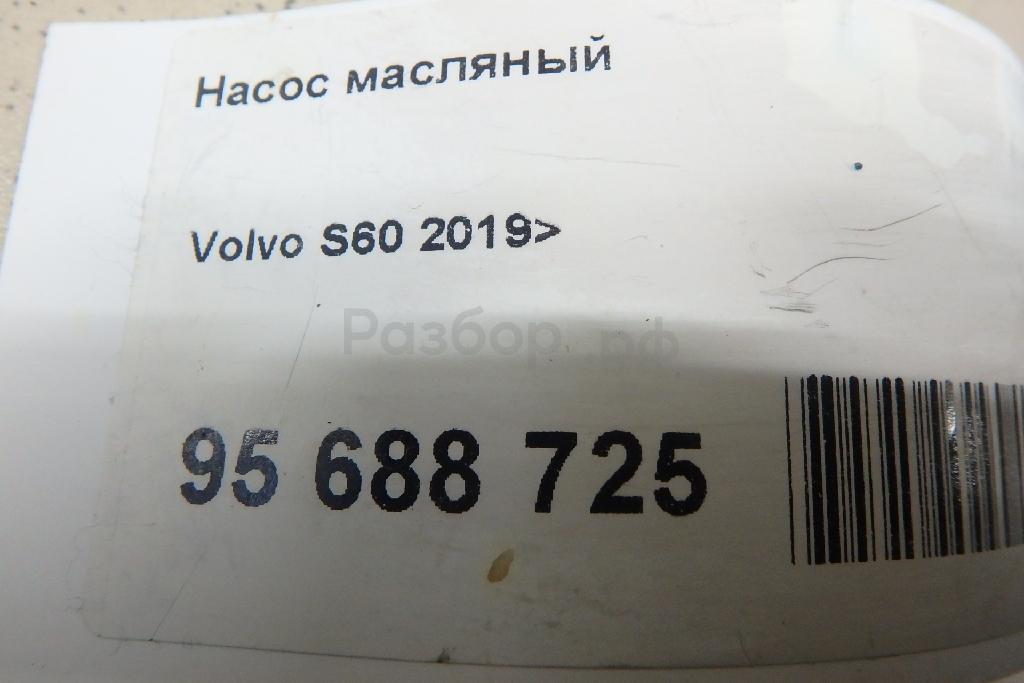 Насос масляный
Volvo S60 2019>
Разбор.рф
95 688 725